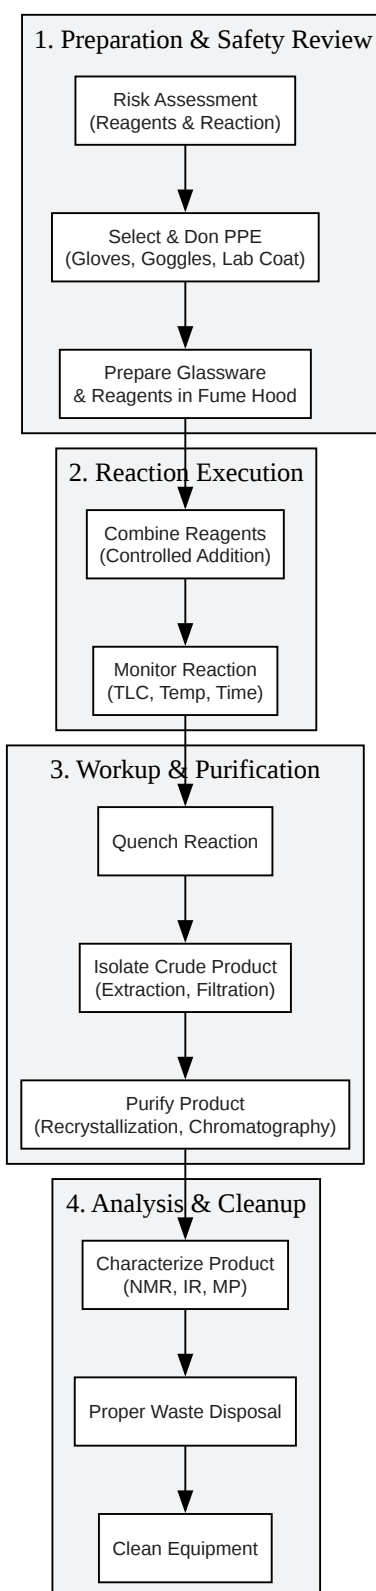 1. Preparation & Safety Review
Risk Assessment
(Reagents & Reaction)
Select & Don PPE
(Gloves, Goggles, Lab Coat)
Prepare Glassware
& Reagents in Fume Hood
2. Reaction Execution
Combine Reagents
(Controlled Addition)
Monitor Reaction
(TLC, Temp, Time)
3. Workup & Purification
Quench Reaction
Isolate Crude Product
(Extraction, Filtration)
Purify Product
(Recrystallization, Chromatography)
4. Analysis & Cleanup
Characterize Product
(NMR, IR, MP)
Proper Waste Disposal
Clean Equipment